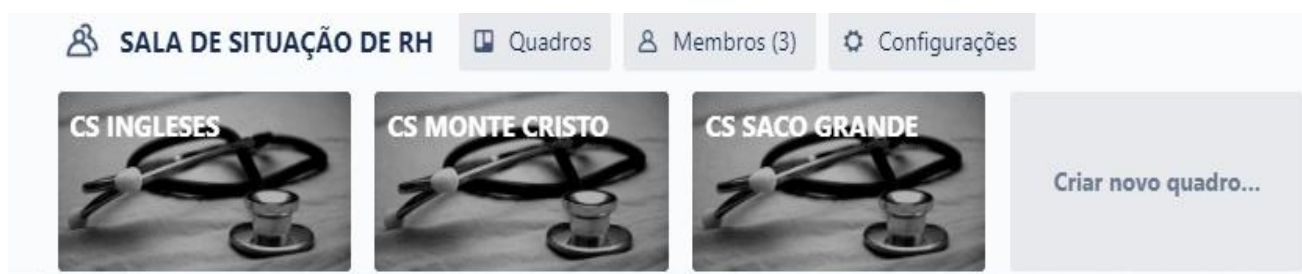 SALA DE SITUAÇÃO DE RH Quadros Membros (3) Configurações
CS INGLESES CS MONTE CRISTO CS SACO GRANDE
Criar novo quadro...